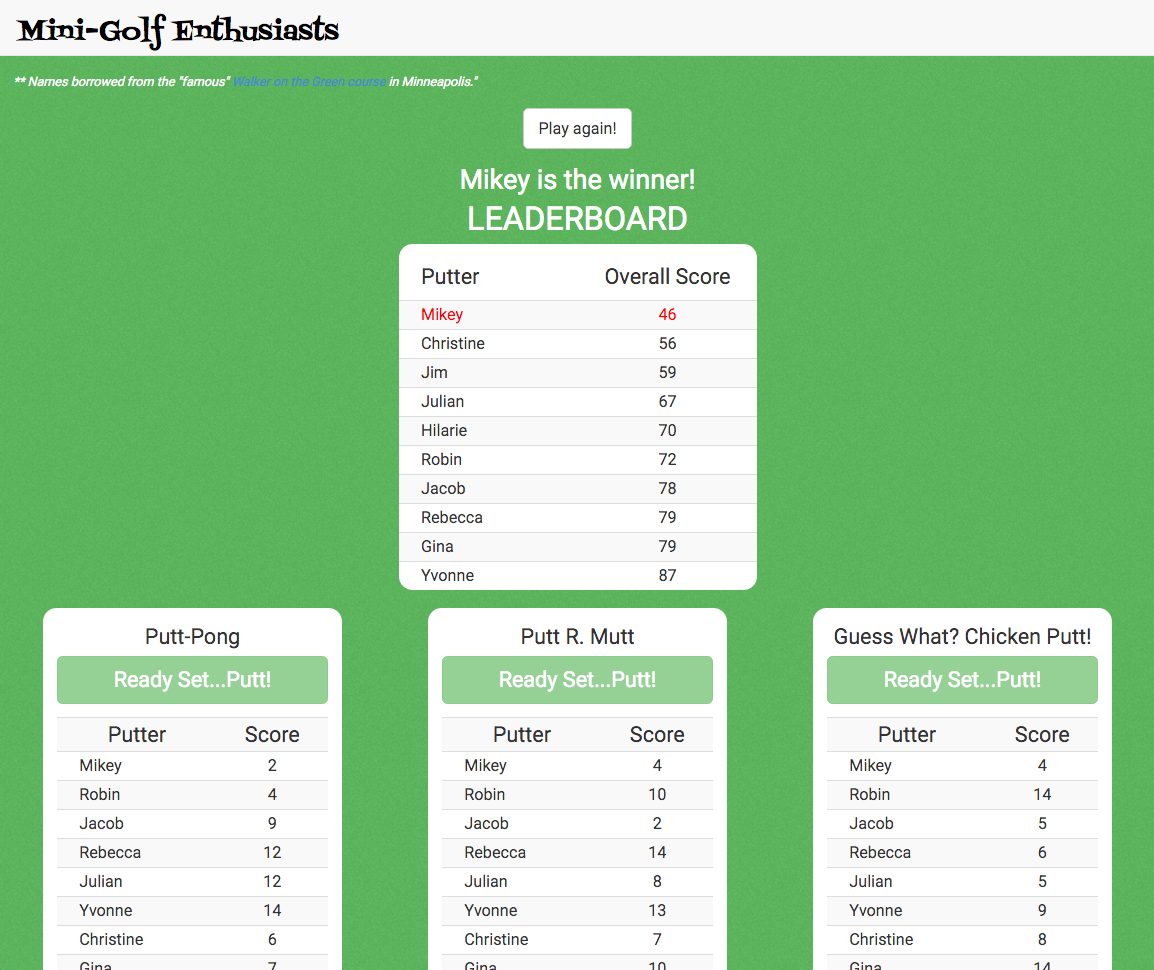 Mini-Golf Enthusiasts
** Names borrowed from the "famous" Walker on the Green course in Minneapolis."
Play again!
Mikey is the winner!
LEADERBOARD
Putter Overall Score
Mikey 46
Christine 56
Jim 59
Julian 67
Hilarie 70
Robin 72
Jacob 78
Rebecca 79
Gina 79
Yvonne 87
Putt-Pong
Ready Set...Putt!
Putter Score
Mikey 2
Robin 4
Jacob 9
Rebecca 12
Julian 12
Yvonne 14
Christine 6
Gina 7
Putt R. Mutt
Ready Set...Putt!
Putter Score
Mikey 4
Robin 10
Jacob 2
Rebecca 14
Julian 8
Yvonne 13
Christine 7
Gina 10
Guess What? Chicken Putt!
Ready Set...Putt!
Putter Score
Mikey 4
Robin 14
Jacob 5
Rebecca 6
Julian 5
Yvonne 9
Christine 8
Gina 14